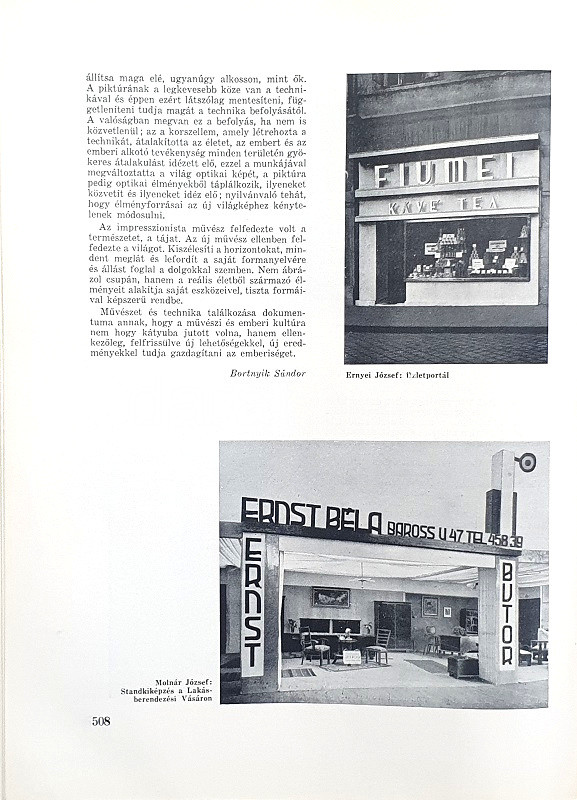 állítsa maga elé, ugyanúgy alkosson, mint ők.
A piktúrának a legkevesebb köze van a techni-
kával és éppen ezért látszólag mentesíteni, füg-
getleníteni tudja magát a technika befolyásától.
A valóságban megvan ez a befolyás, ha nem is
közvetlenül; az a korszellem, amely létrehozta a
technikát, átalakította az életet, az embert és az
emberi alkotó tevékenység minden területén gyö-
keres átalakulást idézett elő, ezzel a munkájával
megváltoztatta a világ optikai képét, a piktúra
pedig optikai élményekből táplálkozik, ilyeneket
közvetít és ilyeneket idéz elő; nyilvánvaló tehát,
hogy élményforrásai az új világképhez kényte-
lenek módosulni.
Az impresszionista művész felfedezte volt a
természetet, a tájat. Az új művész ellenben fel-
fedezte a világot. Kiszélesíti a horizontokat, min-
dent meglát és lefordít a saját formanyelvére
és állást foglal a dolgokkal szemben. Nem ábrá-
zol csupán, hanem a reális életből származó él-
ményeit alakítja saját eszközeivel, tiszta formái-
val képszerű rendbe.
Művészet és technika találkozása dokumen-
tuma annak, hogy a művészi és emberi kultúra
nem hogy kátyuba jutott volna, hanem ellen-
kezőleg, felfrissülve új lehetőségekkel, új ered-
ményekkel tudja gazdagítani az emberiséget.
Bortnyik Sándor
FIUMEI
KÁVÉ TEA
Ernyei József: Üzletportál
ERNST BÉLA BAROSS U 47. TEL 458 39
ERNST
BUTOR
Molnár József:
Standkiképzés a Lakás-
berendezési Vásáron
508